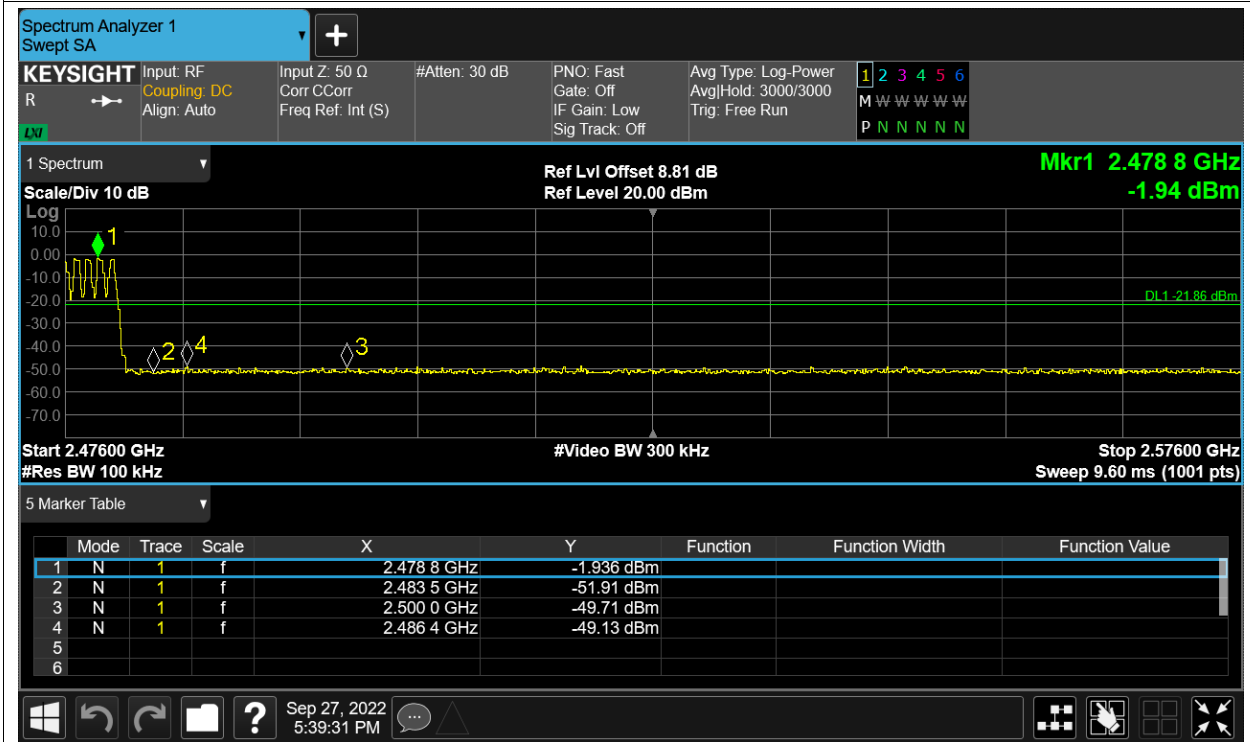 Spectrum Analyzer 1
Swept SA
+
KEYSIGHT Input: RF Input Z: 50 Ω #Atten: 30 dB PNO: Fast Avg Type: Log-Power 1 2 3 4 5 6
R Coupling: DC Corr CCorr Gate: Off Avg|Hold: 3000/3000 M W W W W W
Align: Auto Freq Ref: Int (S) IF Gain: Low Trig: Free Run
LXI Sig Track: Off P N N N N N N
1 Spectrum Ref Lvl Offset 8.81 dB Mkr1 2.478 8 GHz
Scale/Div 10 dB Ref Level 20.00 dBm -1.94 dBm
Log
10.0 1
0.00
-10.0
-20.0 DL1 -21.86 dBm
-30.0
-40.0 2 4 3
-50.0
-60.0
-70.0
Start 2.47600 GHz #Video BW 300 kHz Stop 2.57600 GHz
#Res BW 100 kHz Sweep 9.60 ms (1001 pts)
5 Marker Table
Mode Trace Scale X Y Function Function Width Function Value
1 N 1 f 2.478 8 GHz -1.936 dBm
2 N 1 f 2.483 5 GHz -51.91 dBm
3 N 1 f 2.500 0 GHz -49.71 dBm
4 N 1 f 2.486 4 GHz -49.13 dBm
5
6
? Sep 27, 2022
5:39:31 PM